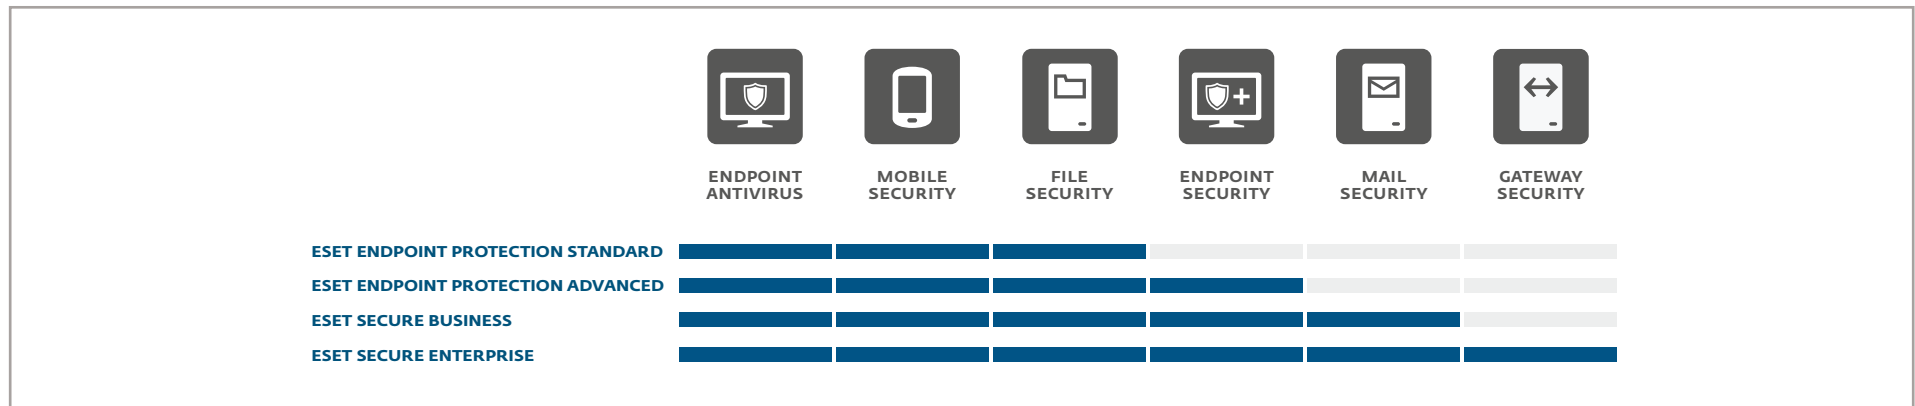 ENDPOINT
ANTIVIRUS
MOBILE
SECURITY
FILE
SECURITY
ENDPOINT
SECURITY
MAIL
SECURITY
GATEWAY
SECURITY
ESET ENDPOINT PROTECTION STANDARD
ESET ENDPOINT PROTECTION ADVANCED
ESET SECURE BUSINESS
ESET SECURE ENTERPRISE